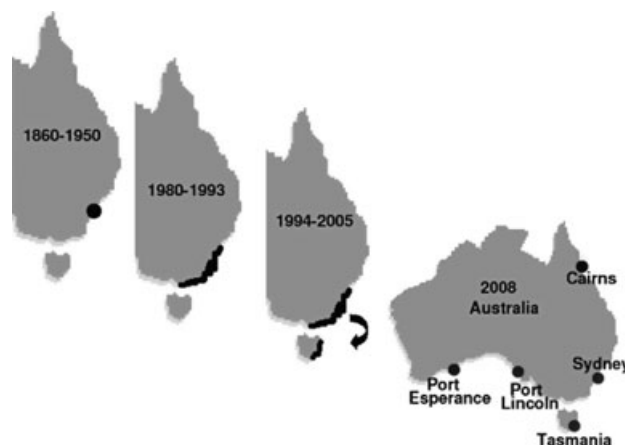 1860-1950
1980-1993
1994-2005
2008
Australia
Cairns
Sydney
Port
Esperance
Port
Lincoln
Tasmania